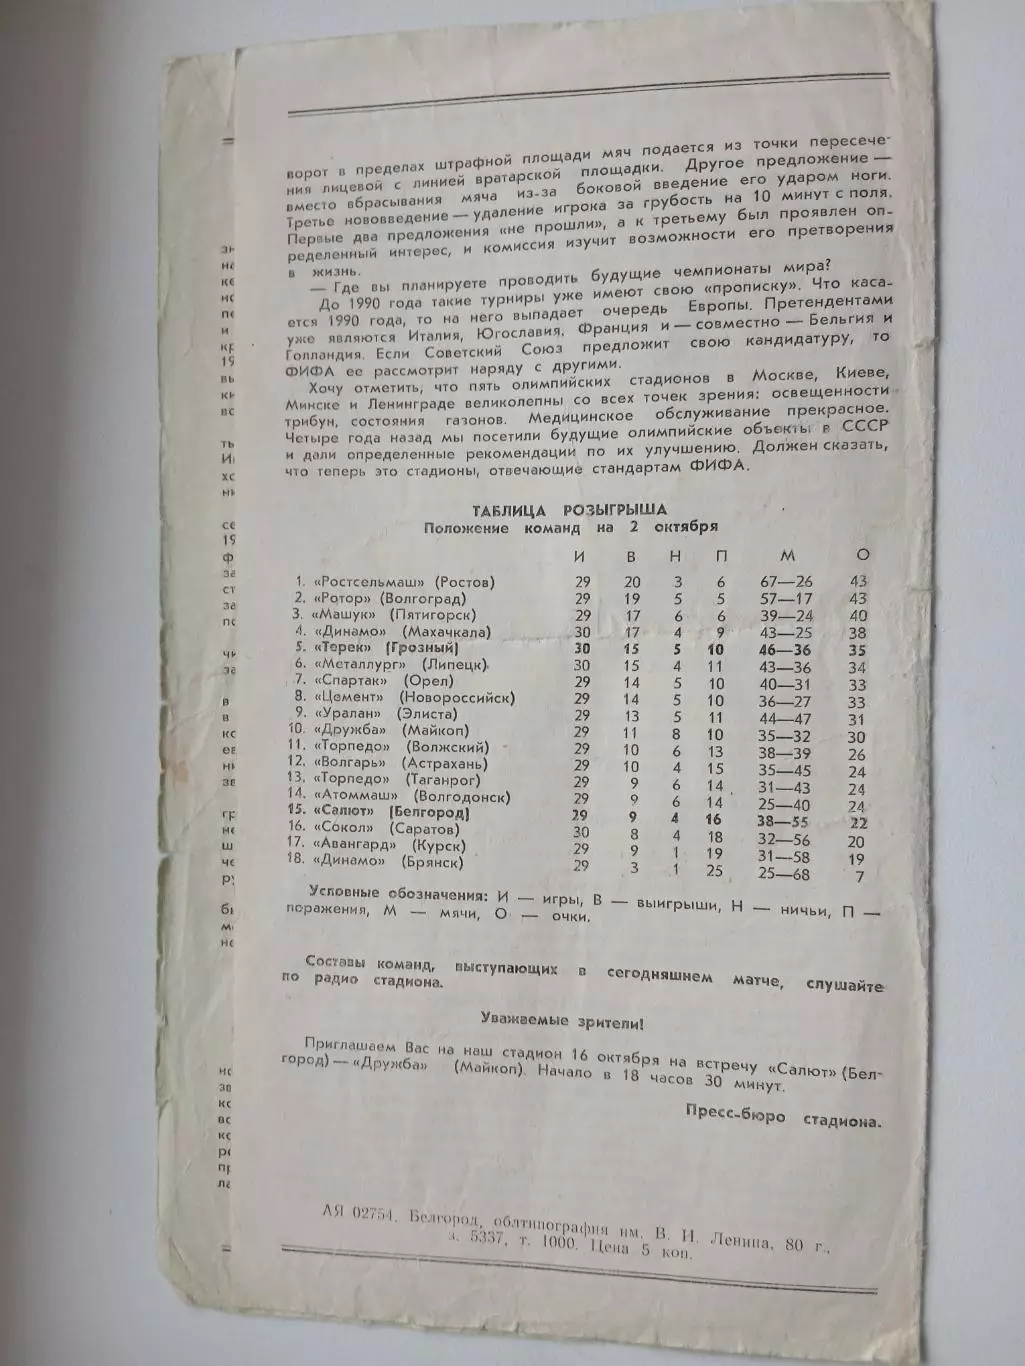 ворот в пределах штрафной площади мяч подается из точки пересече-
ния лицевой с линией вратарской площадки. Другое предложение —
вместо вбрасывания мяча из-за боковой введение его ударом ноги.
Третье нововведение — удаление игрока за грубость на 10 минут с поля.
Первые два предложения «не прошли», а к третьему был проявлен оп-
ределенный интерес, и комиссия изучит возможности его претворения
в жизнь.
— Где вы планируете проводить будущие чемпионаты мира?
До 1990 года такие турниры уже имеют свою «прописку». Что каса-
ется 1990 года, то на него выпадает очередь Европы. Претендентами
уже являются Италия, Югославия, Франция и — совместно — Бельгия и
Голландия. Если Советский Союз предложит свою кандидатуру, то
ФИФА ее рассмотрит наряду с другими.
Хочу отметить, что пять олимпийских стадионов в Москве, Киеве,
Минске и Ленинграде великолепны со всех точек зрения: освещенности
трибун, состояния газонов. Медицинское обслуживание прекрасное.
Четыре года назад мы посетили будущие олимпийские объекты в СССР
и дали определенные рекомендации по их улучшению. Должен сказать,
что теперь это стадионы, отвечающие стандартам ФИФА.
ТАБЛИЦА РОЗЫГРЫША
Положение команд на 2 октября
И В Н П М О
1. «Ростсельмаш» (Ростов) 29 20 3 6 67—26 43
2. «Ротор» (Волгоград) 29 19 5 5 57—17 43
3. «Машук» (Пятигорск) 29 17 6 6 39—24 40
4. «Динамо» (Махачкала) 30 17 4 9 43—25 38
5. «Терек» (Грозный) 30 15 5 10 46—36 35
6. «Металлург» (Липецк) 30 15 4 11 43—36 34
7. «Спартак» (Орел) 29 14 5 10 40—31 33
8. «Цемент» (Новороссийск) 29 14 5 10 36—27 33
9. «Уралан» (Элиста) 29 13 5 11 44—47 31
10. «Дружба» (Майкоп) 29 11 8 10 35—32 30
11. «Торпедо» (Волжский) 29 10 6 13 38—39 26
12. «Волгарь» (Астрахань) 29 10 4 15 35—45 24
13. «Торпедо» (Таганрог) 29 9 6 14 31—43 24
14. «Атоммаш» (Волгодонск) 29 9 6 14 25—40 24
15. «Салют» (Белгород) 29 9 4 16 38—55 22
16. «Сокол» (Саратов) 30 8 4 18 32—56 20
17. «Авангард» (Курск) 29 9 1 19 31—58 19
18. «Динамо» (Брянск) 29 3 1 25 25—68 7
Условные обозначения: И — игры, В — выигрыши, Н — ничьи, П —
поражения, М — мячи, О — очки.
Составы команд, выступающих в сегодняшнем матче, слушайте
по радио стадиона.
Уважаемые зрители!
Приглашаем Вас на наш стадион 16 октября на встречу «Салют» (Бел-
город) — «Дружба» (Майкоп). Начало в 18 часов 30 минут.
Пресс-бюро стадиона.
АЯ 02754. Белгород, облтипография им. В. И. Ленина, 80 г.,
з. 5337, т. 1000. Цена 5 коп.